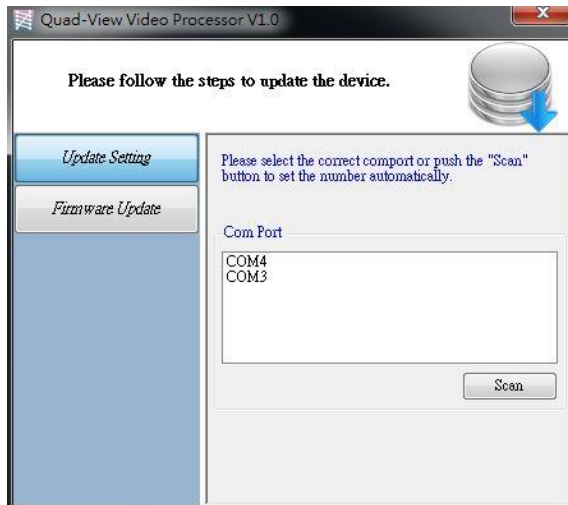 Quad-View Video Processor V1.0
Please follow the steps to update the device.
Update Setting
Firmware Update
Please select the correct comport or push the "Scan"
button to set the number automatically.
Com Port
COM4
COM3
Scan